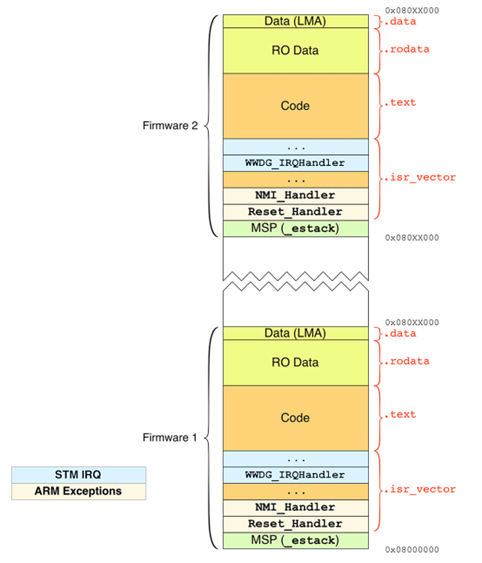 0x080XX000
Data (LMA)
.data
RO Data
.rodata
Code
.text
Firmware 2
...
WWDG_IRQHandler
...
.isr_vector
NMI_Handler
Reset_Handler
MSP (_estack)
0x080XX000
0x080XX000
Data (LMA)
.data
RO Data
.rodata
Code
.text
Firmware 1
...
STM IRQ
WWDG_IRQHandler
ARM Exceptions
...
.isr_vector
NMI_Handler
Reset_Handler
MSP (_estack)
0x08000000